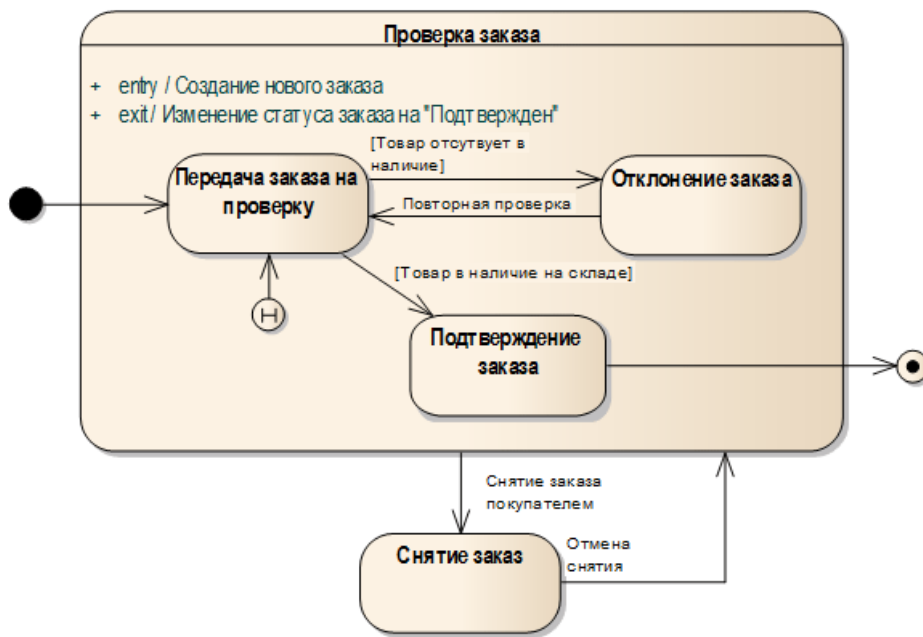 Проверка заказа
+ entry / Создание нового заказа
+ exit / Изменение статуса заказа на "Подтвержден"
[Товар отсутвует в
наличие]
Передача заказа на
проверку
Отклонение заказа
Повторная проверка
[Товар в наличие на складе]
H
Подтверждение
заказа
Снятие заказа
покупателем
Снятие заказ
Отмена
снятия